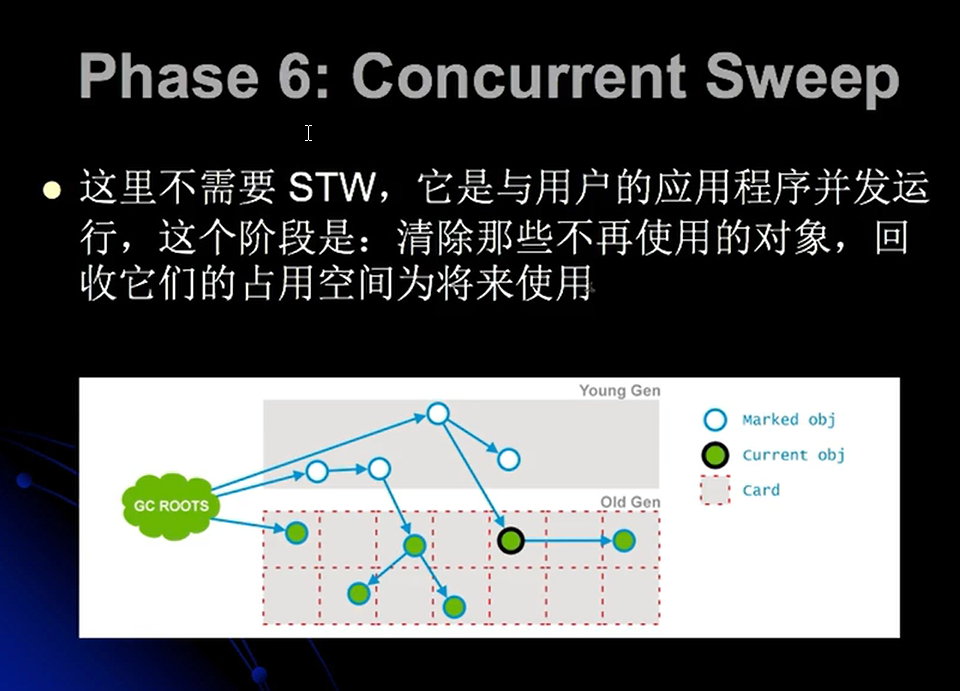 Phase 6: Concurrent Sweep
这里不需要 STW，它是与用户的应用程序并发运
行，这个阶段是：清除那些不再使用的对象，回
收它们的占用空间为将来使用
Young Gen
Marked obj
Current obj
Card
Old Gen
GC ROOTS